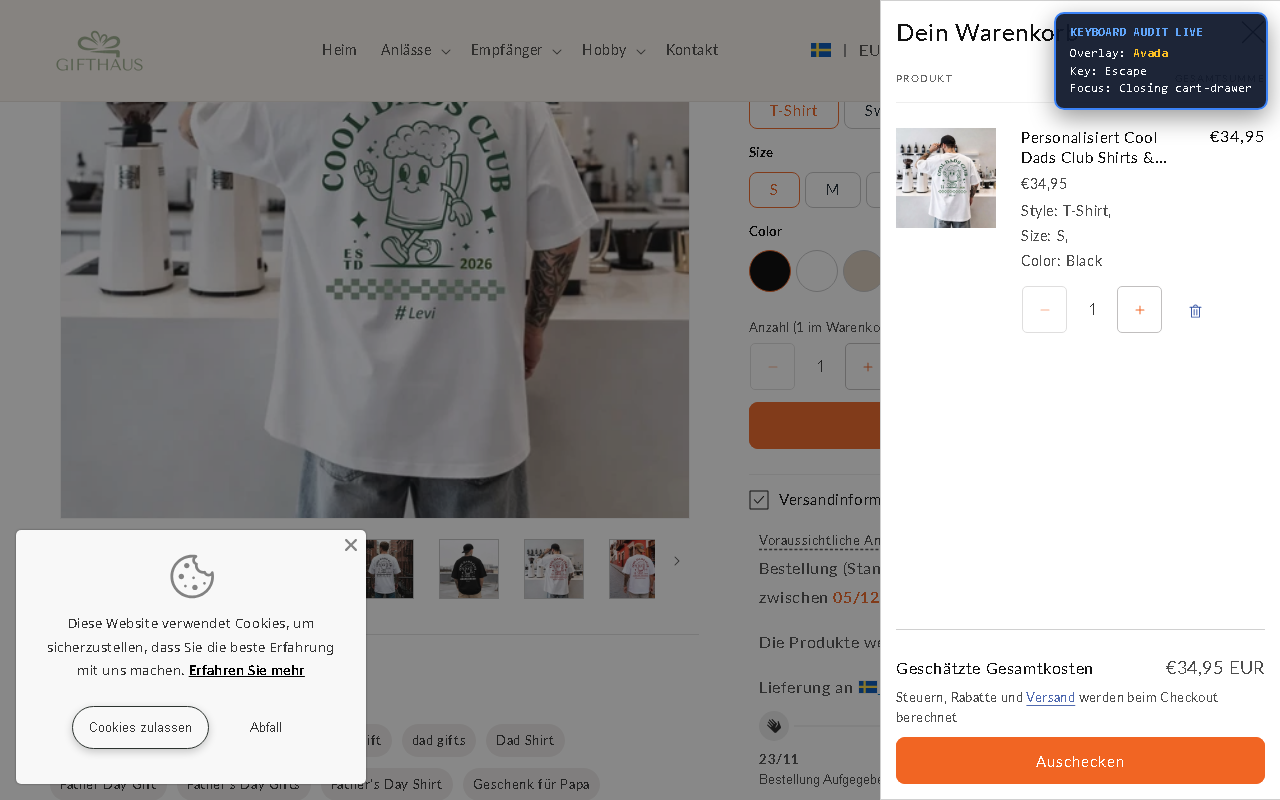 GIFTHAUS
Heim
Anlässe
Empfänger
Hobby
Kontakt
| EU
COOL DADS CLUB
ES
TD
2026
#Levi
T-Shirt
Size
S
M
Color
Anzahl (1 im Warenko
− 1 +
Versandinform
Voraussichtliche An
Bestellung (Stan
zwischen 05/12
Die Produkte we
Lieferung an
23/11
Bestellung Aufgegebe
ift
dad gifts
Dad Shirt
Father Day Gift
Father's Day Gifts
Father's Day Shirt
Geschenk für Papa
Diese Website verwendet Cookies, um
sicherzustellen, dass Sie die beste Erfahrung
mit uns machen. Erfahren Sie mehr
Cookies zulassen
Abfall
Dein Warenko
KEYBOARD AUDIT LIVE
Overlay: Avada
Key: Escape
Focus: Closing cart-drawer
PRODUKT
GESAMTSUMME
Personalisiert Cool
Dads Club Shirts &...
€34,95
€34,95
Style: T-Shirt,
Size: S,
Color: Black
− 1 +
Geschätzte Gesamtkosten
€34,95 EUR
Steuern, Rabatte und Versand werden beim Checkout
berechnet
Auschecken